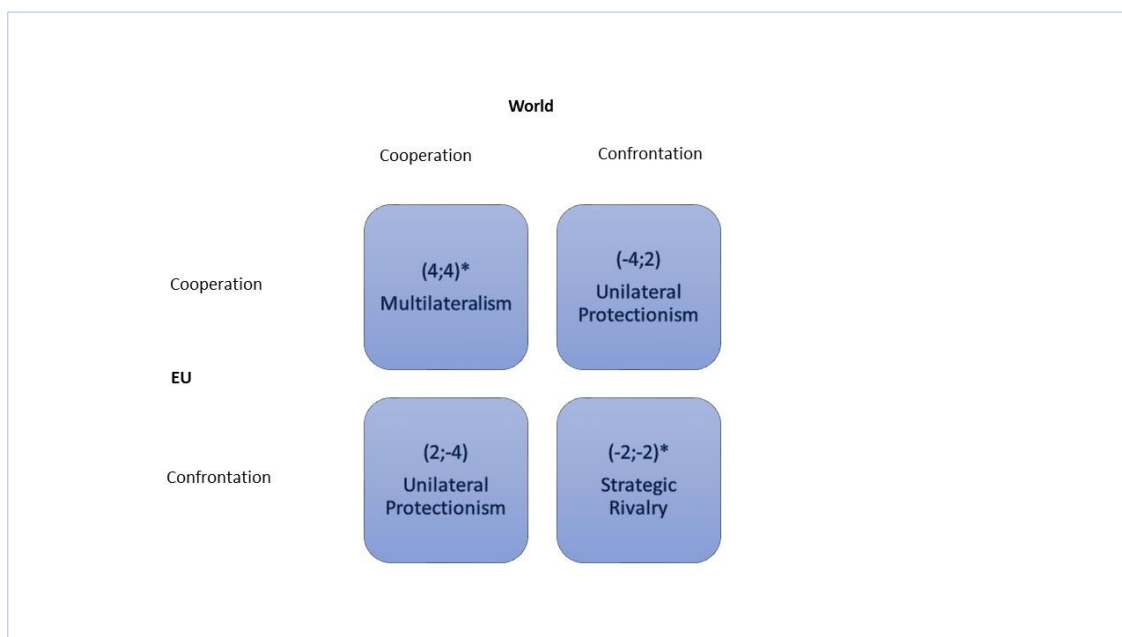 World
Cooperation
Confrontation
Cooperation
(4;4)*
Multilateralism
(-4;2)
Unilateral
Protectionism
EU
Confrontation
(2;-4)
Unilateral
Protectionism
(-2;-2)*
Strategic
Rivalry